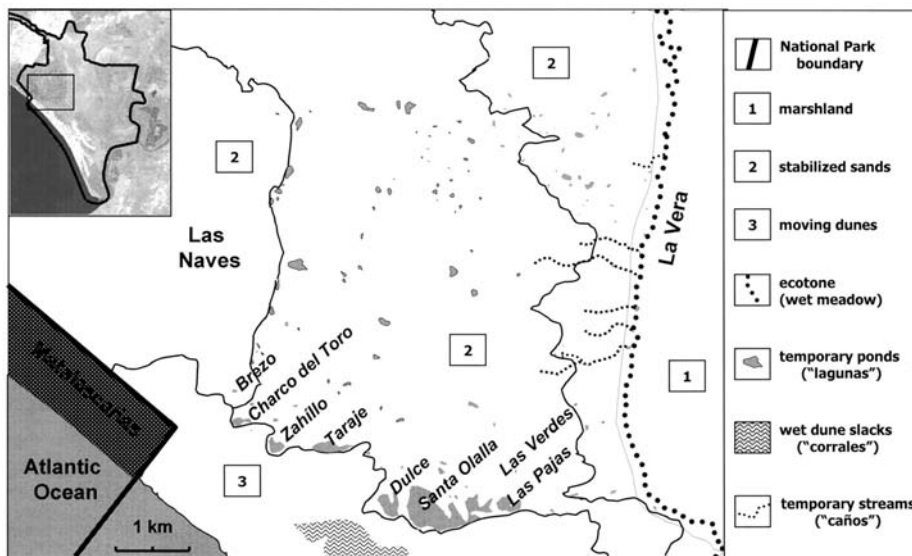 2
2
Las
Naves
La Vera
2
1
Brezo
Charco del Toro
Zahillo
Taraje
Dulce
Santa Olalla
Las Verdes
Las Pajas
Matalascañas
Atlantic
Ocean
3
1 km
National Park
boundary
1
marshland
2
stabilized sands
3
moving dunes
ecotone
(wet meadow)
temporary ponds
("lagunas")
wet dune slacks
("corrales")
temporary streams
("caños")